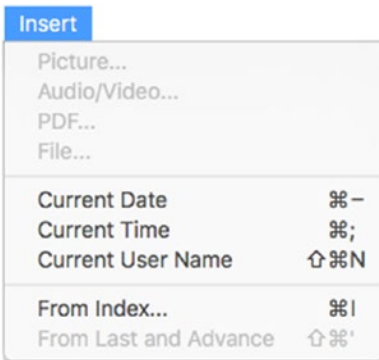 Insert
Picture...
Audio/Video...
PDF...
File...
Current Date ⌘–
Current Time ⌘;
Current User Name ⇧⌘N
From Index... ⌘I
From Last and Advance ⇧⌘'